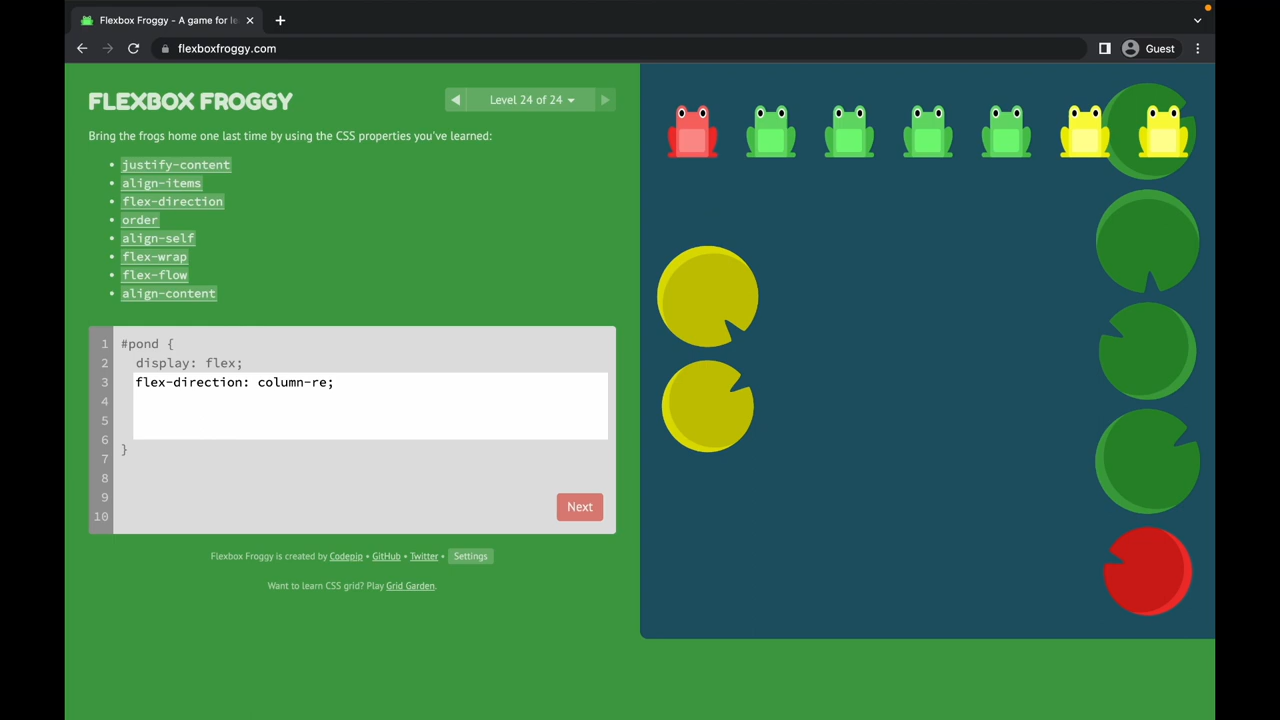 Flexbox Froggy - A game for le
flexboxfroggy.com
Guest
FLEXBOX FROGGY
Level 24 of 24
Bring the frogs home one last time by using the CSS properties you've learned:
• justify-content
• align-items
• flex-direction
• order
• align-self
• flex-wrap
• flex-flow
• align-content
1 #pond {
2 display: flex;
3 flex-direction: column-re;
4
5
6
7 }
8
9
10
Next
Flexbox Froggy is created by Codepip • GitHub • Twitter • Settings
Want to learn CSS grid? Play Grid Garden.